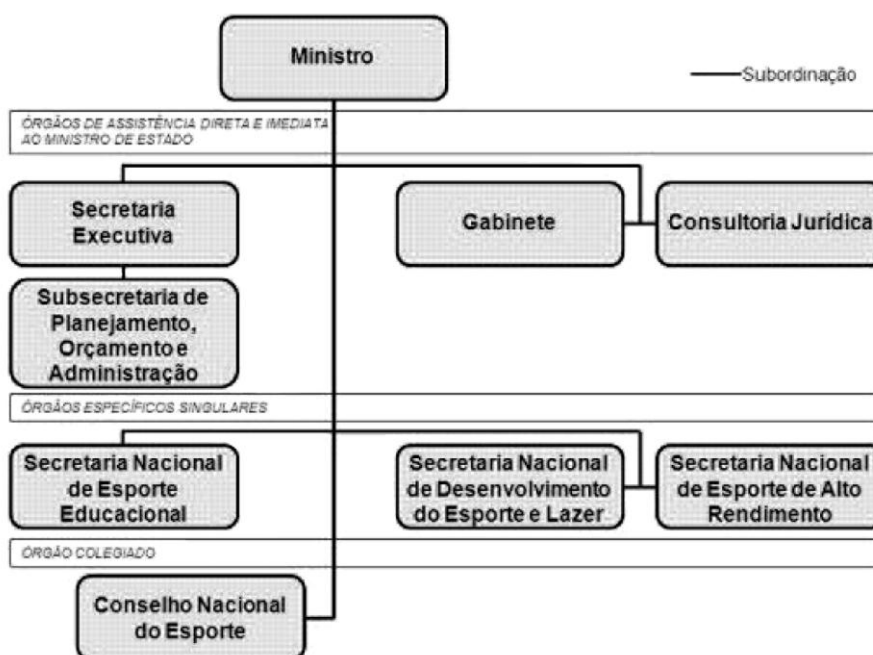 Ministro
Subordinação
ÓRGÃOS DE ASSISTÊNCIA DIRETA E IMEDIATA
AO MINISTRO DE ESTADO
Secretaria
Executiva
Gabinete
Consultoria Jurídica
Subsecretaria de
Planejamento,
Orçamento e
Administração
ÓRGÃOS ESPECÍFICOS SINGULARES
Secretaria Nacional
de Esporte
Educacional
Secretaria Nacional
de Desenvolvimento
do Esporte e Lazer
Secretaria Nacional
de Esporte de Alto
Rendimento
ÓRGÃO COLEGIADO
Conselho Nacional
do Esporte